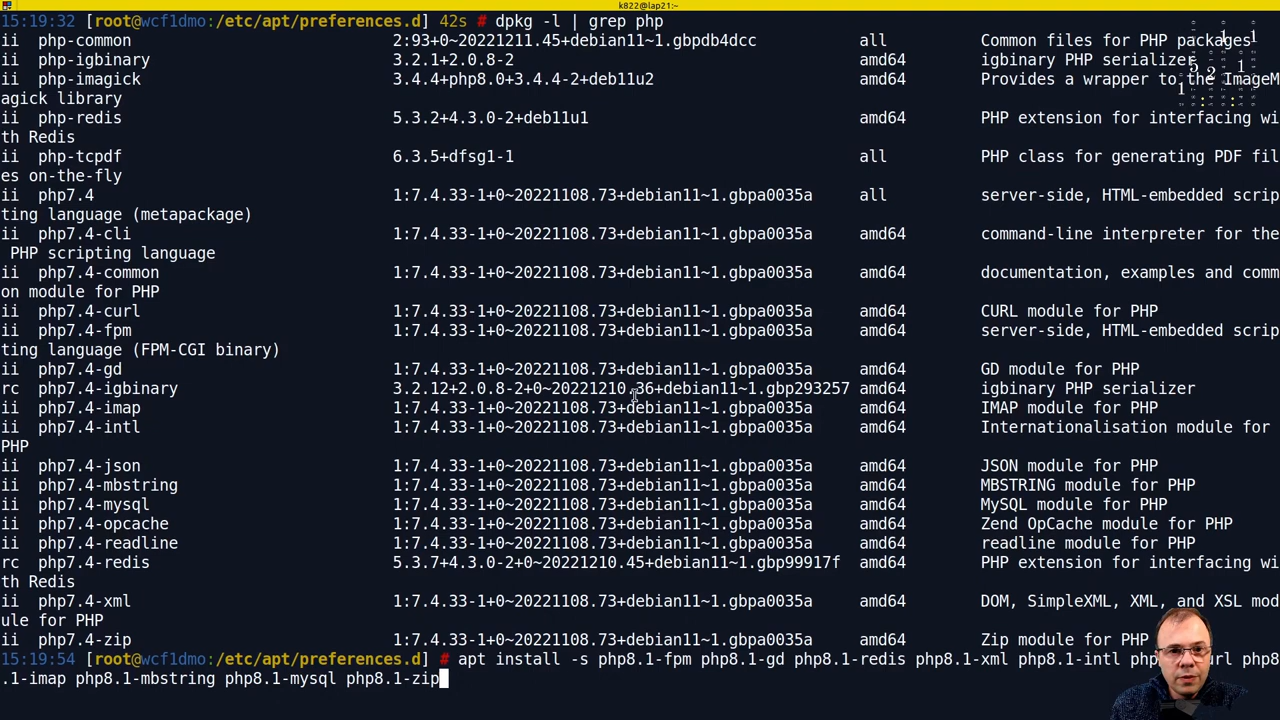 k822@lap21:~
15:19:32 [root@wcf1dmo:/etc/apt/preferences.d] 42s # dpkg -l | grep php
ii  php-common                           2:93+0~20221211.45+debian11~1.gbpdb4dcc           all          Common files for PHP packages
ii  php-igbinary                         3.2.1+2.0.8-2                                     amd64        igbinary PHP serializer
ii  php-imagick                          3.4.4+php8.0+3.4.4-2+deb11u2                      amd64        Provides a wrapper to the ImageM
agick library
ii  php-redis                            5.3.2+4.3.0-2+deb11u1                             amd64        PHP extension for interfacing wi
th Redis
ii  php-tcpdf                            6.3.5+dfsg1-1                                     all          PHP class for generating PDF fil
es on-the-fly
ii  php7.4                               1:7.4.33-1+0~20221108.73+debian11~1.gbpa0035a     all          server-side, HTML-embedded scrip
ting language (metapackage)
ii  php7.4-cli                           1:7.4.33-1+0~20221108.73+debian11~1.gbpa0035a     amd64        command-line interpreter for the
PHP scripting language
ii  php7.4-common                        1:7.4.33-1+0~20221108.73+debian11~1.gbpa0035a     amd64        documentation, examples and comm
on module for PHP
ii  php7.4-curl                          1:7.4.33-1+0~20221108.73+debian11~1.gbpa0035a     amd64        CURL module for PHP
ii  php7.4-fpm                           1:7.4.33-1+0~20221108.73+debian11~1.gbpa0035a     amd64        server-side, HTML-embedded scrip
ting language (FPM-CGI binary)
ii  php7.4-gd                            1:7.4.33-1+0~20221108.73+debian11~1.gbpa0035a     amd64        GD module for PHP
rc  php7.4-igbinary                      3.2.12+2.0.8-2+0~20221210.36+debian11~1.gbp293257 amd64        igbinary PHP serializer
ii  php7.4-imap                          1:7.4.33-1+0~20221108.73+debian11~1.gbpa0035a     amd64        IMAP module for PHP
ii  php7.4-intl                          1:7.4.33-1+0~20221108.73+debian11~1.gbpa0035a     amd64        Internationalisation module for
PHP
ii  php7.4-json                          1:7.4.33-1+0~20221108.73+debian11~1.gbpa0035a     amd64        JSON module for PHP
ii  php7.4-mbstring                      1:7.4.33-1+0~20221108.73+debian11~1.gbpa0035a     amd64        MBSTRING module for PHP
ii  php7.4-mysql                         1:7.4.33-1+0~20221108.73+debian11~1.gbpa0035a     amd64        MySQL module for PHP
ii  php7.4-opcache                       1:7.4.33-1+0~20221108.73+debian11~1.gbpa0035a     amd64        Zend OpCache module for PHP
ii  php7.4-readline                      1:7.4.33-1+0~20221108.73+debian11~1.gbpa0035a     amd64        readline module for PHP
rc  php7.4-redis                         5.3.7+4.3.0-2+0~20221210.45+debian11~1.gbp99917f  amd64        PHP extension for interfacing wi
th Redis
ii  php7.4-xml                           1:7.4.33-1+0~20221108.73+debian11~1.gbpa0035a     amd64        DOM, SimpleXML, XML, and XSL mod
ule for PHP
ii  php7.4-zip                           1:7.4.33-1+0~20221108.73+debian11~1.gbpa0035a     amd64        Zip module for PHP
15:19:54 [root@wcf1dmo:/etc/apt/preferences.d] # apt install -s php8.1-fpm php8.1-gd php8.1-redis php8.1-xml php8.1-intl php8
.1-imap php8.1-mbstring php8.1-mysql php8.1-zip